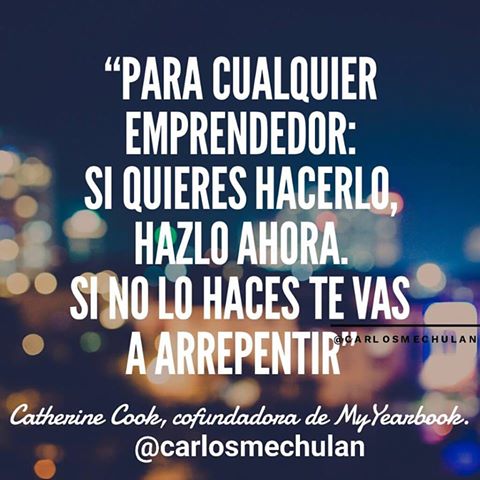 “PARA CUALQUIER
EMPRENDEDOR:
SI QUIERES HACERLO,
HAZLO AHORA.
SI NO LO HACES TE VAS
A ARREPENTIR”
@CARLOSMECHULAN
Catherine Cook, cofundadora de MyYearbook.
@carlosmechulan